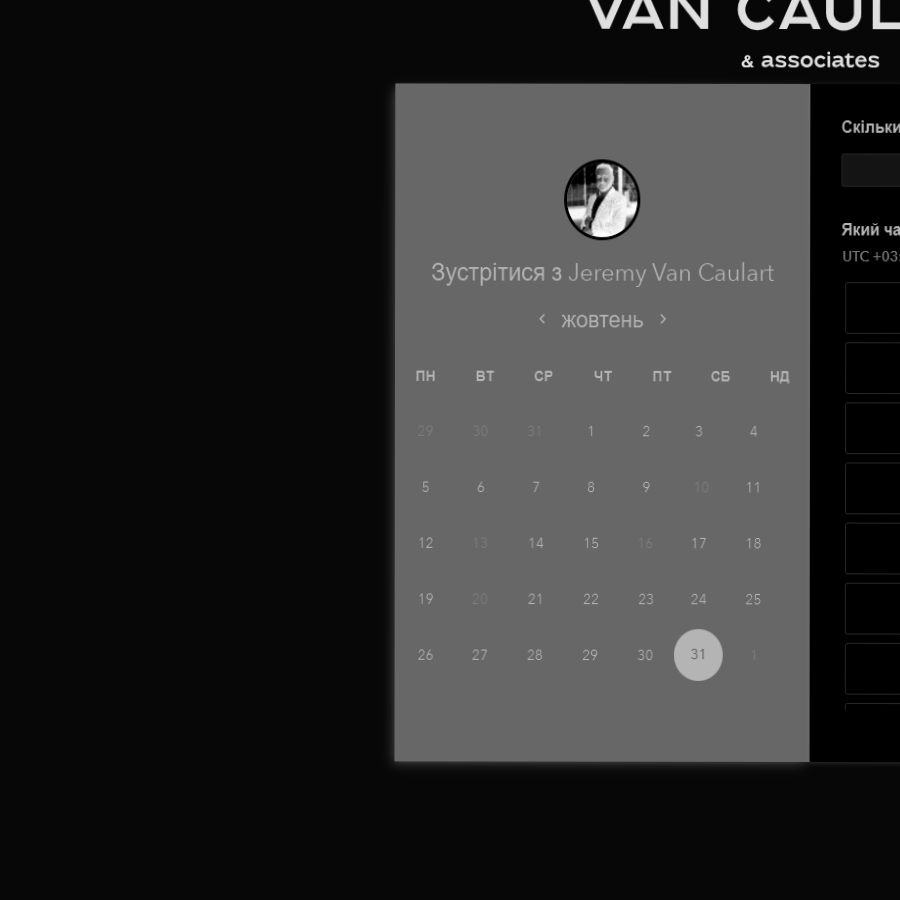 VAN CAUL
& associates
Скільки
Зустрітися з Jeremy Van Caulart
< жовтень >
Який ча
UTC +03:
ПН ВТ СР ЧТ ПТ СБ НД
29 30 31 1 2 3 4
5 6 7 8 9 10 11
12 13 14 15 16 17 18
19 20 21 22 23 24 25
26 27 28 29 30 31 1